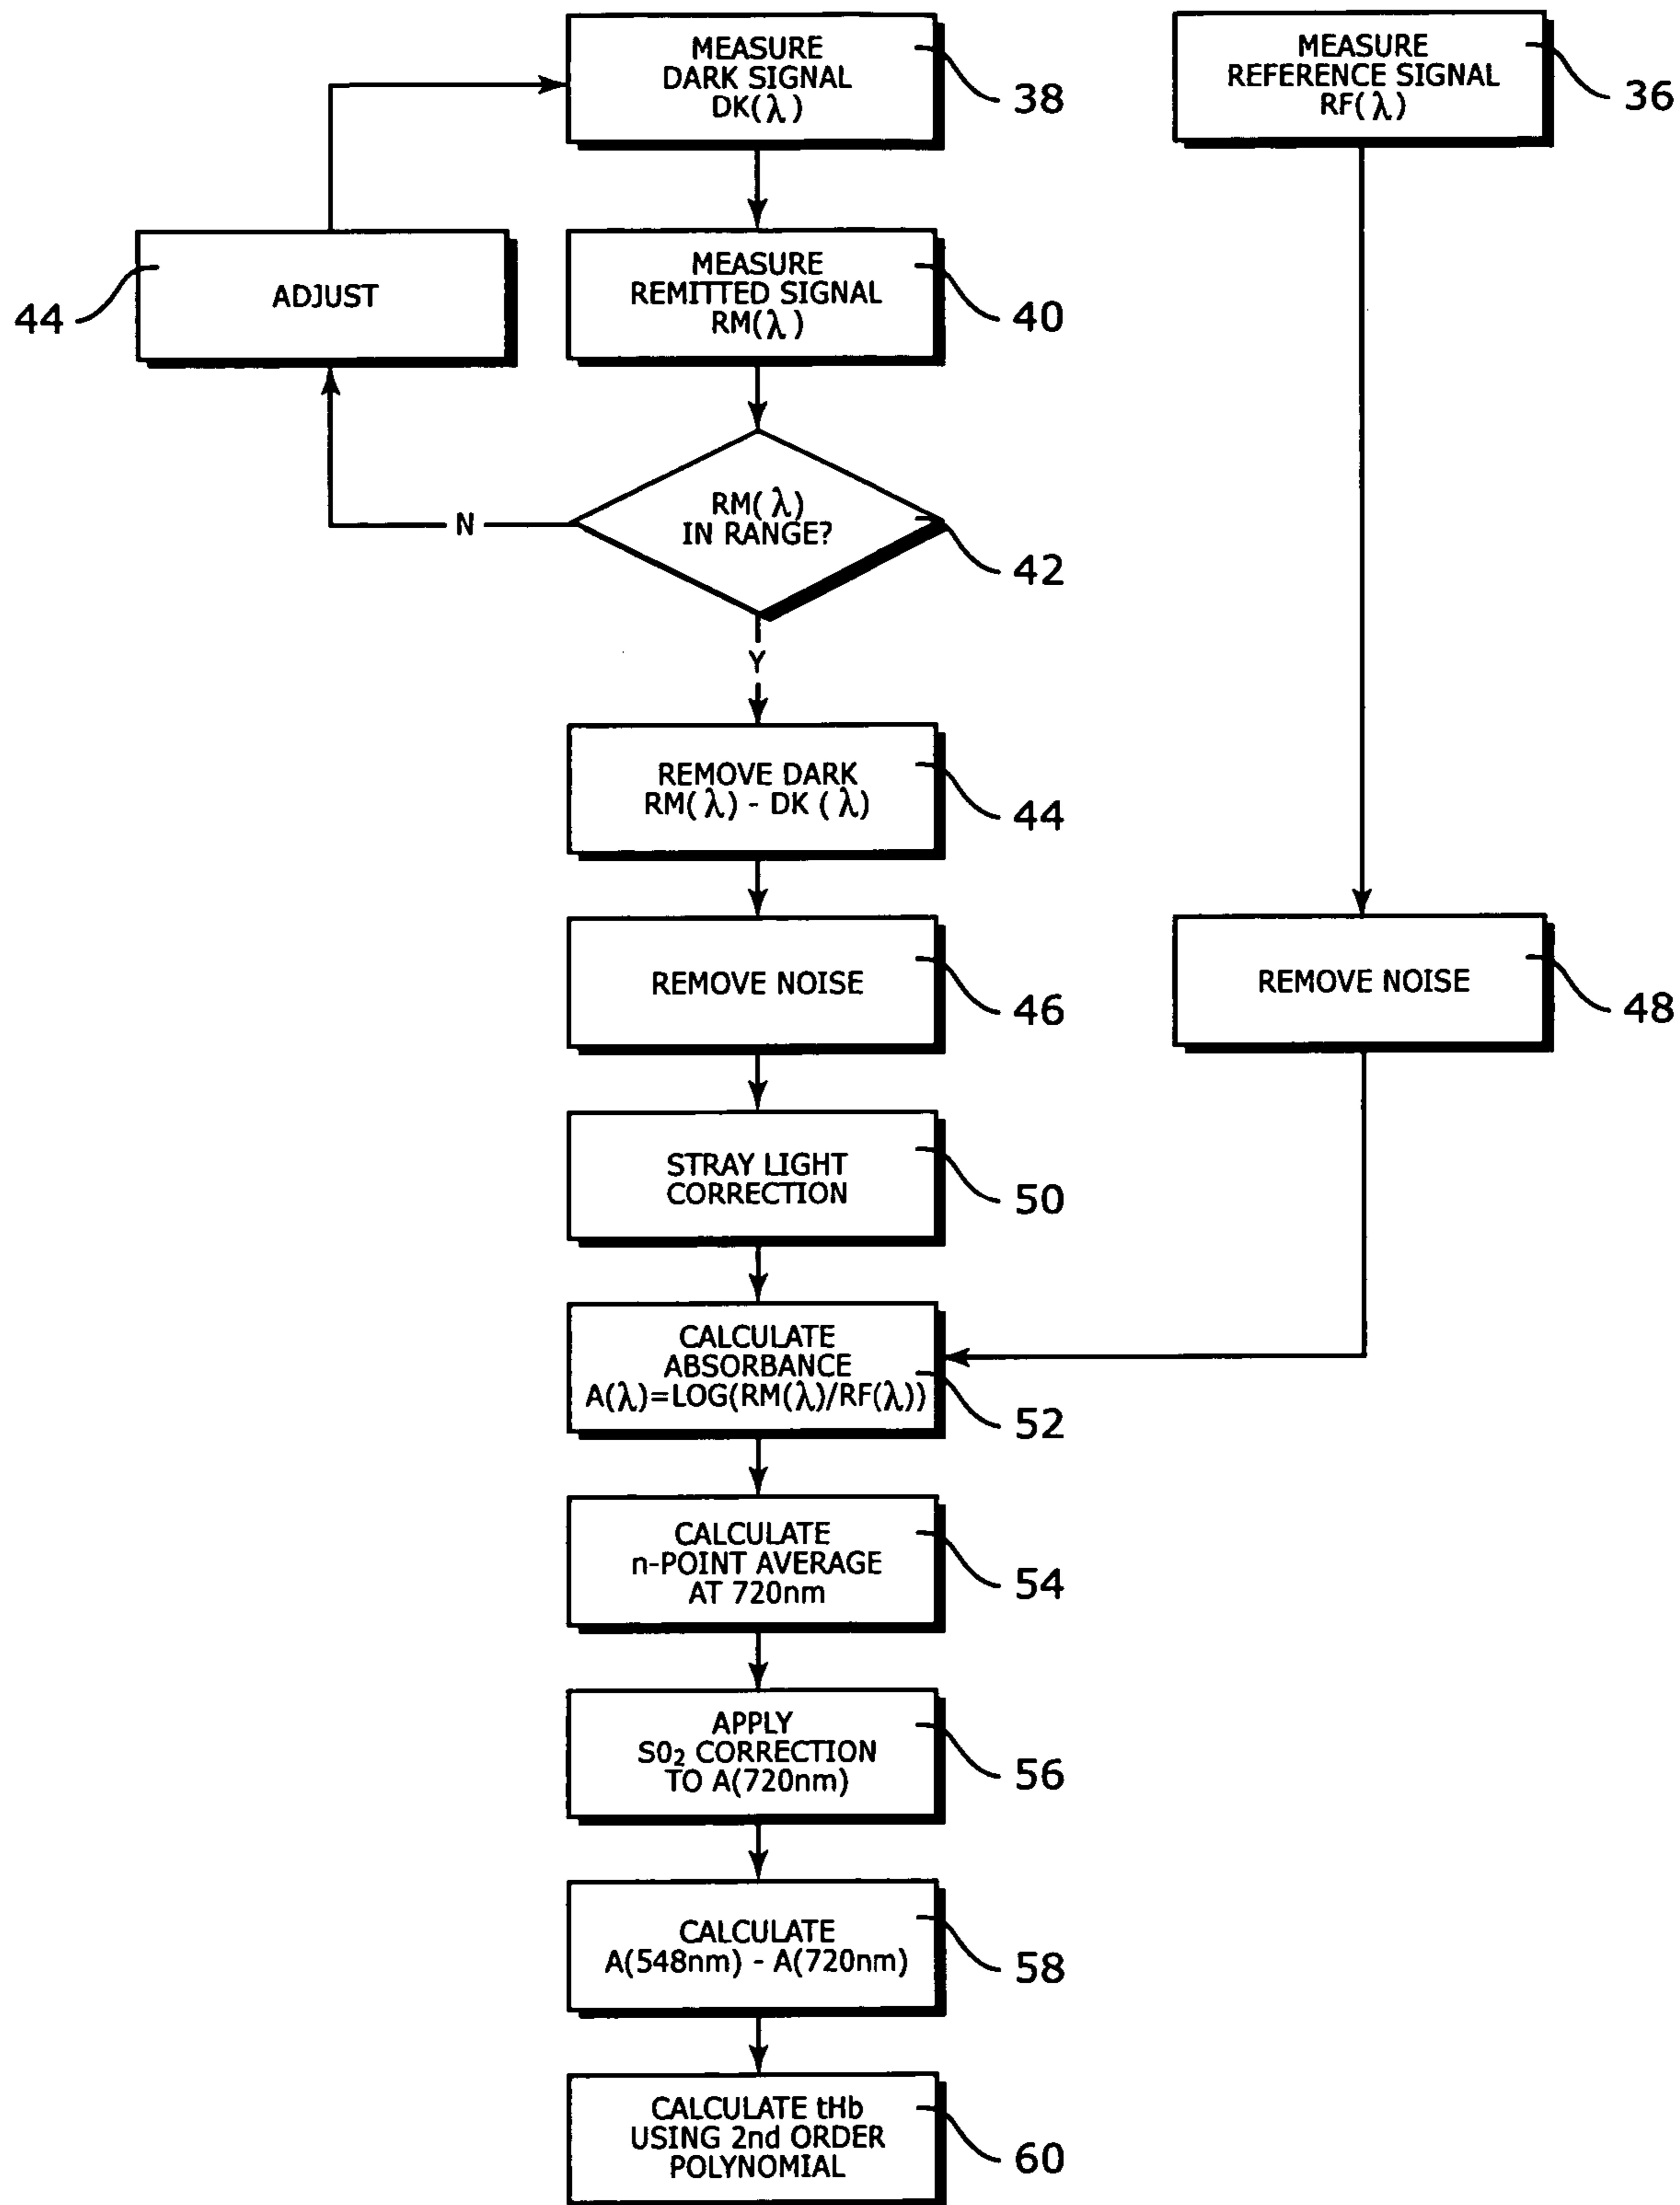 MEASURE
DARK SIGNAL
DK(λ)
38
MEASURE
REFERENCE SIGNAL
RF(λ)
36
44
ADJUST
MEASURE
REMITTED SIGNAL
RM(λ)
40
RM(λ)
IN RANGE?
N
42
Y
REMOVE DARK
RM(λ) - DK (λ)
44
REMOVE NOISE
46
REMOVE NOISE
48
STRAY LIGHT
CORRECTION
50
CALCULATE
ABSORBANCE
A(λ)=LOG(RM(λ)/RF(λ))
52
CALCULATE
n-POINT AVERAGE
AT 720nm
54
APPLY
SO₂ CORRECTION
TO A(720nm)
56
CALCULATE
A(548nm) - A(720nm)
58
CALCULATE tHb
USING 2nd ORDER
POLYNOMIAL
60